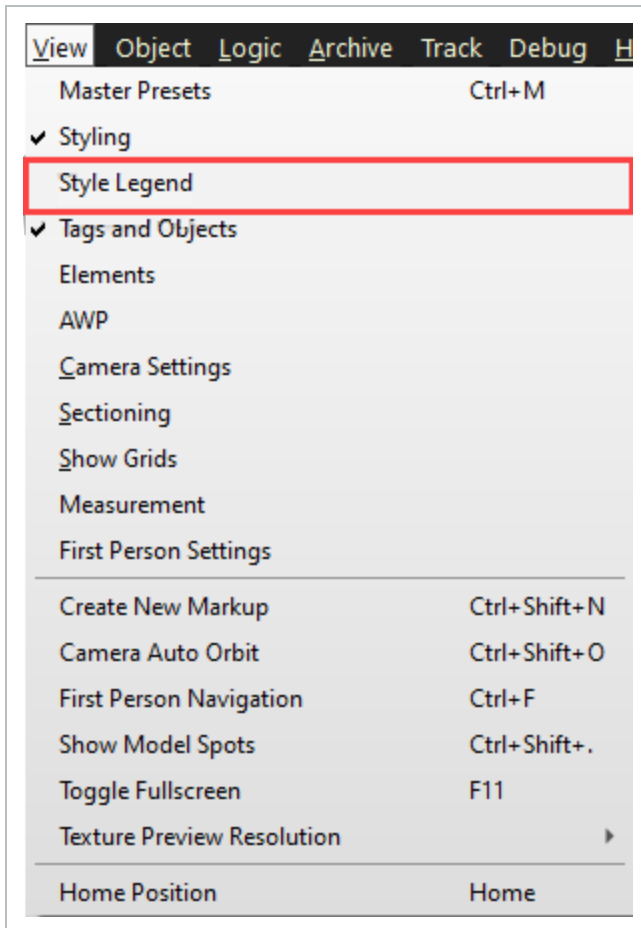 View Object Logic Archive Track Debug H
Master Presets Ctrl+M
Styling
Style Legend
Tags and Objects
Elements
AWP
Camera Settings
Sectioning
Show Grids
Measurement
First Person Settings
Create New Markup Ctrl+Shift+N
Camera Auto Orbit Ctrl+Shift+O
First Person Navigation Ctrl+F
Show Model Spots Ctrl+Shift+.
Toggle Fullscreen F11
Texture Preview Resolution
Home Position Home